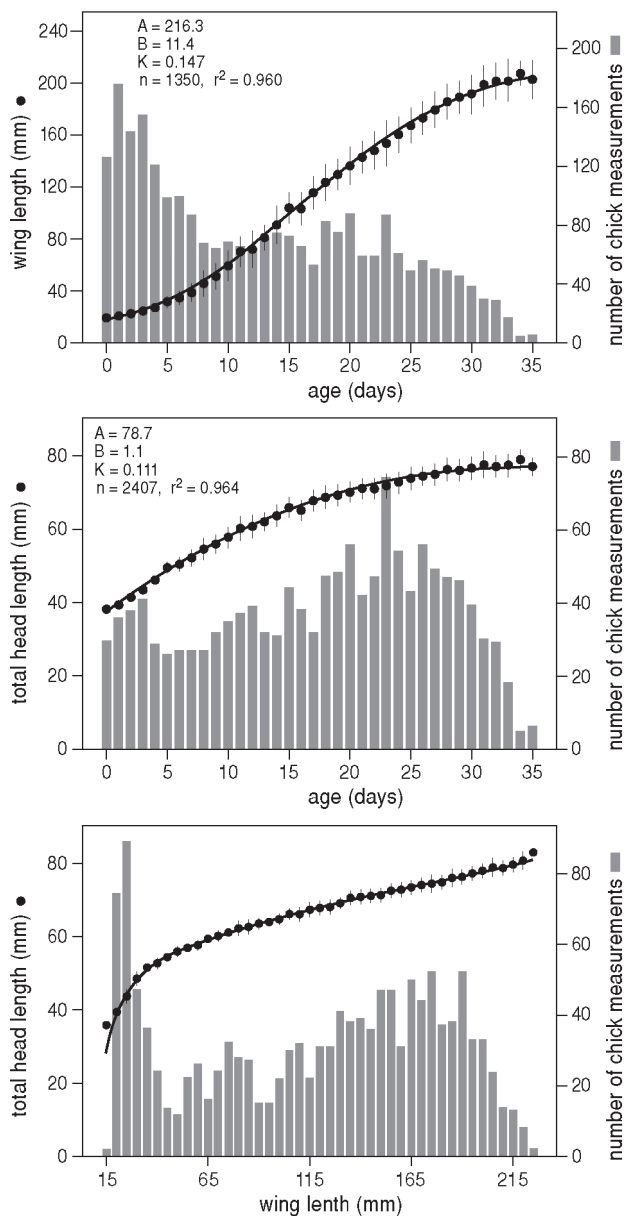 A = 216.3
B = 11.4
K = 0.147
n = 1350, r² = 0.960
wing length (mm)
240
200
160
120
80
40
0
number of chick measurements
200
160
120
80
40
0
0 5 10 15 20 25 30 35
age (days)
A = 78.7
B = 1.1
K = 0.111
n = 2407, r² = 0.964
total head length (mm)
80
60
40
20
0
number of chick measurements
80
60
40
20
0
0 5 10 15 20 25 30 35
age (days)
total head length (mm)
80
60
40
20
0
number of chick measurements
80
60
40
20
0
15 65 115 165 215
wing lenth (mm)